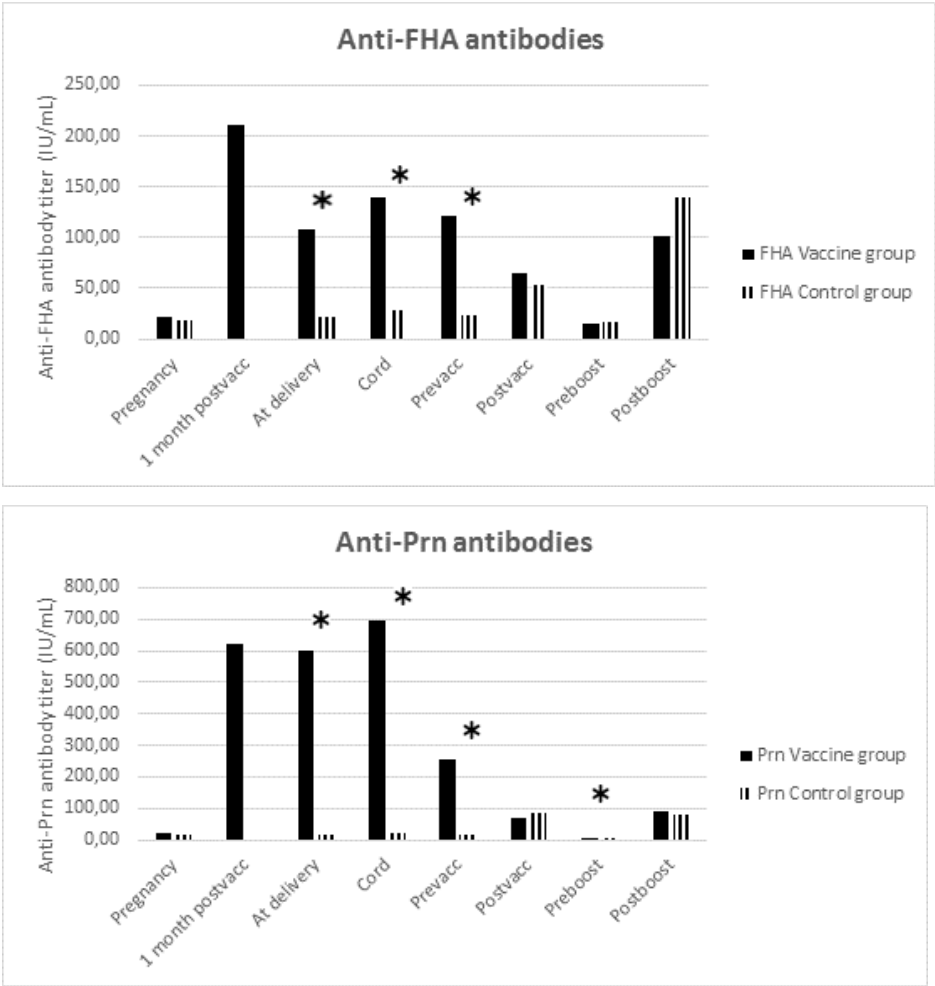 Anti-FHA antibodies
Anti-FHA antibody titer (IU/mL)
250,00
200,00
150,00
100,00
50,00
0,00
* * *
Pregnancy
1 month postvacc
At delivery
Cord
Prevacc
Postvacc
Preboost
Postboost
FHA Vaccine group
FHA Control group
Anti-Prn antibodies
Anti-Prn antibody titer (IU/mL)
800,00
700,00
600,00
500,00
400,00
300,00
200,00
100,00
0,00
* * * *
Pregnancy
1 month postvacc
At delivery
Cord
Prevacc
Postvacc
Preboost
Postboost
Prn Vaccine group
Prn Control group